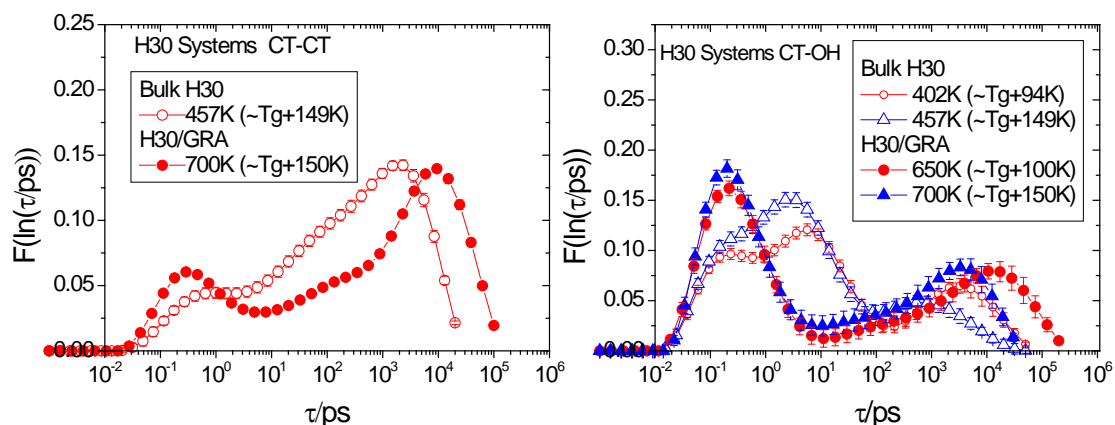 H30 Systems CT-CT
Bulk H30
457K (~Tg+149K)
H30/GRA
700K (~Tg+150K)
F(ln(τ/ps))
0.25
0.20
0.15
0.10
0.05
0.00
10-2 10-1 100 101 102 103 104 105 106
τ/ps
H30 Systems CT-OH
Bulk H30
402K (~Tg+94K)
457K (~Tg+149K)
H30/GRA
650K (~Tg+100K)
700K (~Tg+150K)
F(ln(τ/ps))
0.30
0.25
0.20
0.15
0.10
0.05
0.00
10-2 10-1 100 101 102 103 104 105 106
τ/ps